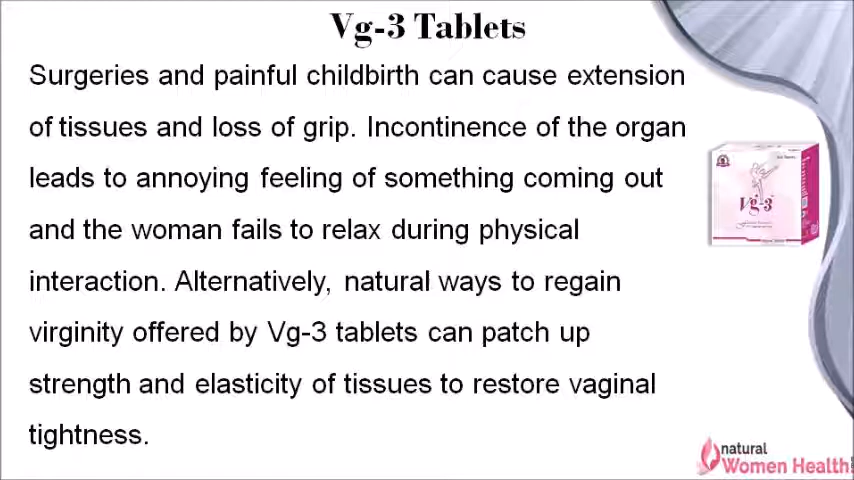 Vg-3 Tablets
Surgeries and painful childbirth can cause extension
of tissues and loss of grip. Incontinence of the organ
leads to annoying feeling of something coming out
and the woman fails to relax during physical
interaction. Alternatively, natural ways to regain
virginity offered by Vg-3 tablets can patch up
strength and elasticity of tissues to restore vaginal
tightness.
Vg-3
natural
Women Health